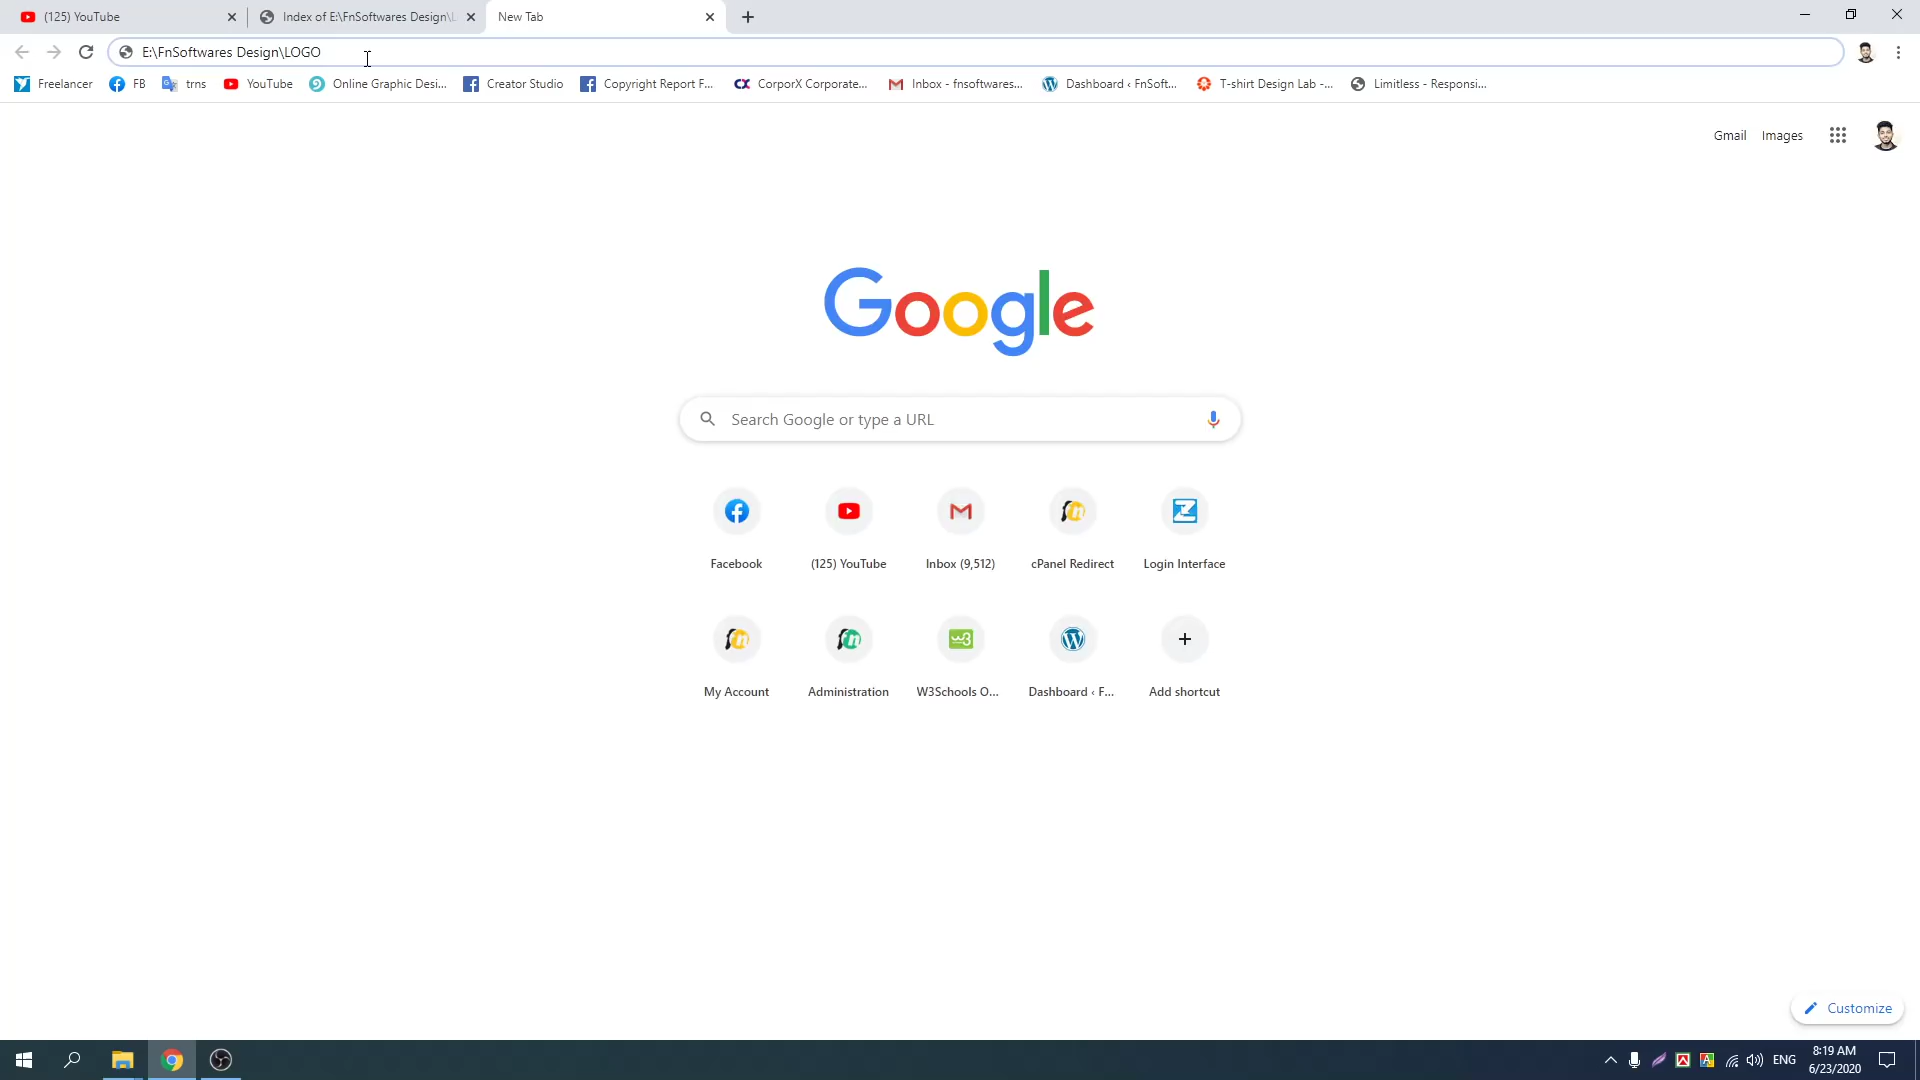 (125) YouTube
Index of E:\FnSoftwares Design\L
New Tab
E:\FnSoftwares Design\LOGO
Freelancer
FB
trns
YouTube
Online Graphic Desi...
Creator Studio
Copyright Report F...
CorporX Corporate...
Inbox - fnsoftwares...
Dashboard ‹ FnSoft...
T-shirt Design Lab -...
Limitless - Responsi...
Gmail
Images
Google
Search Google or type a URL
Facebook
(125) YouTube
Inbox (9,512)
cPanel Redirect
Login Interface
My Account
Administration
W3Schools O...
Dashboard ‹ F...
Add shortcut
Customize
ENG
8:19 AM
6/23/2020